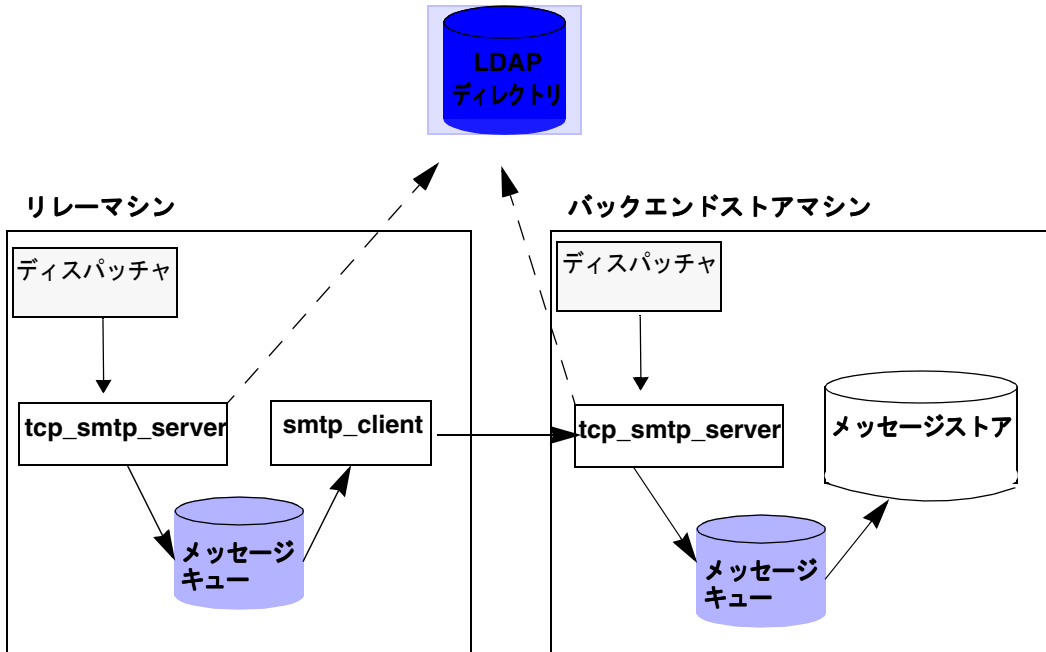 LDAP
ディレクトリ
リレーマシン
バックエンドストアマシン
ディスパッチャ
ディスパッチャ
tcp_smtp_server
smtp_client
tcp_smtp_server
メッセージストア
メッセージ
キュー
メッセージ
キュー